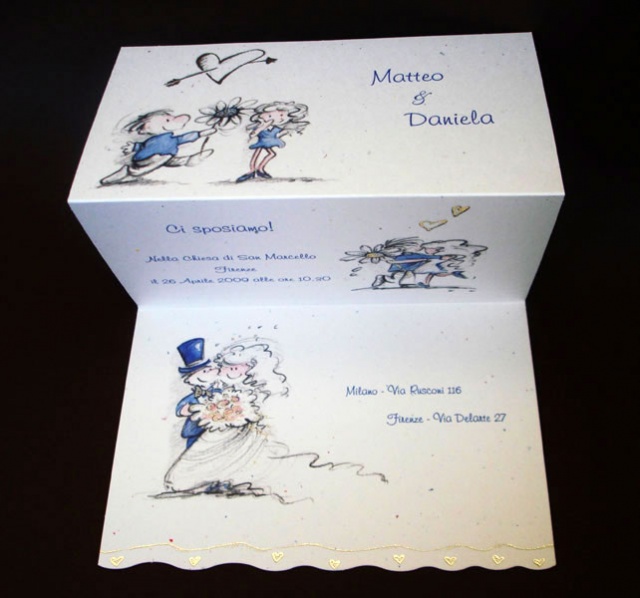 Matteo
&
Daniela
Ci sposiamo!
Nella Chiesa di San Marcello
Firenze
il 26 Aprile 2009 alle ore 10.30
Milano - Via Rusconi 116
Firenze - Via Delarte 27